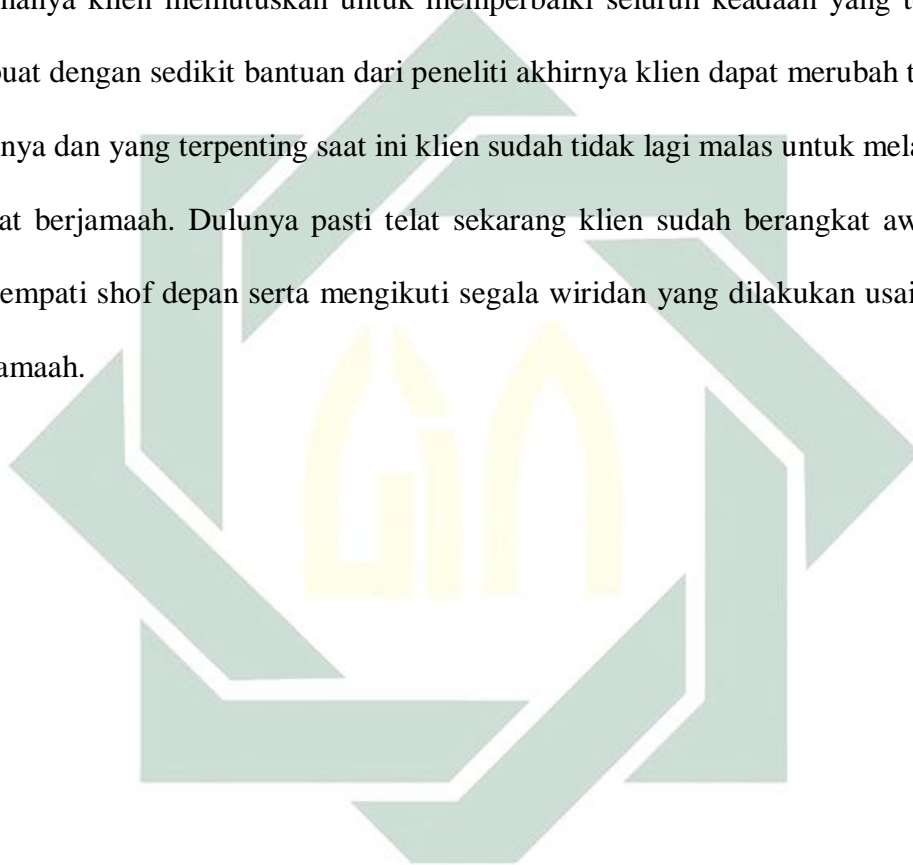 manya klien memutuskan untuk memperbaiki seluruh keadaan yang t
buat dengan sedikit bantuan dari peneliti akhirnya klien dapat merubah t
nya dan yang terpenting saat ini klien sudah tidak lagi malas untuk mela
at berjamaah. Dulunya pasti telat sekarang klien sudah berangkat aw
empati shof depan serta mengikuti segala wiridan yang dilakukan usai
amaah.